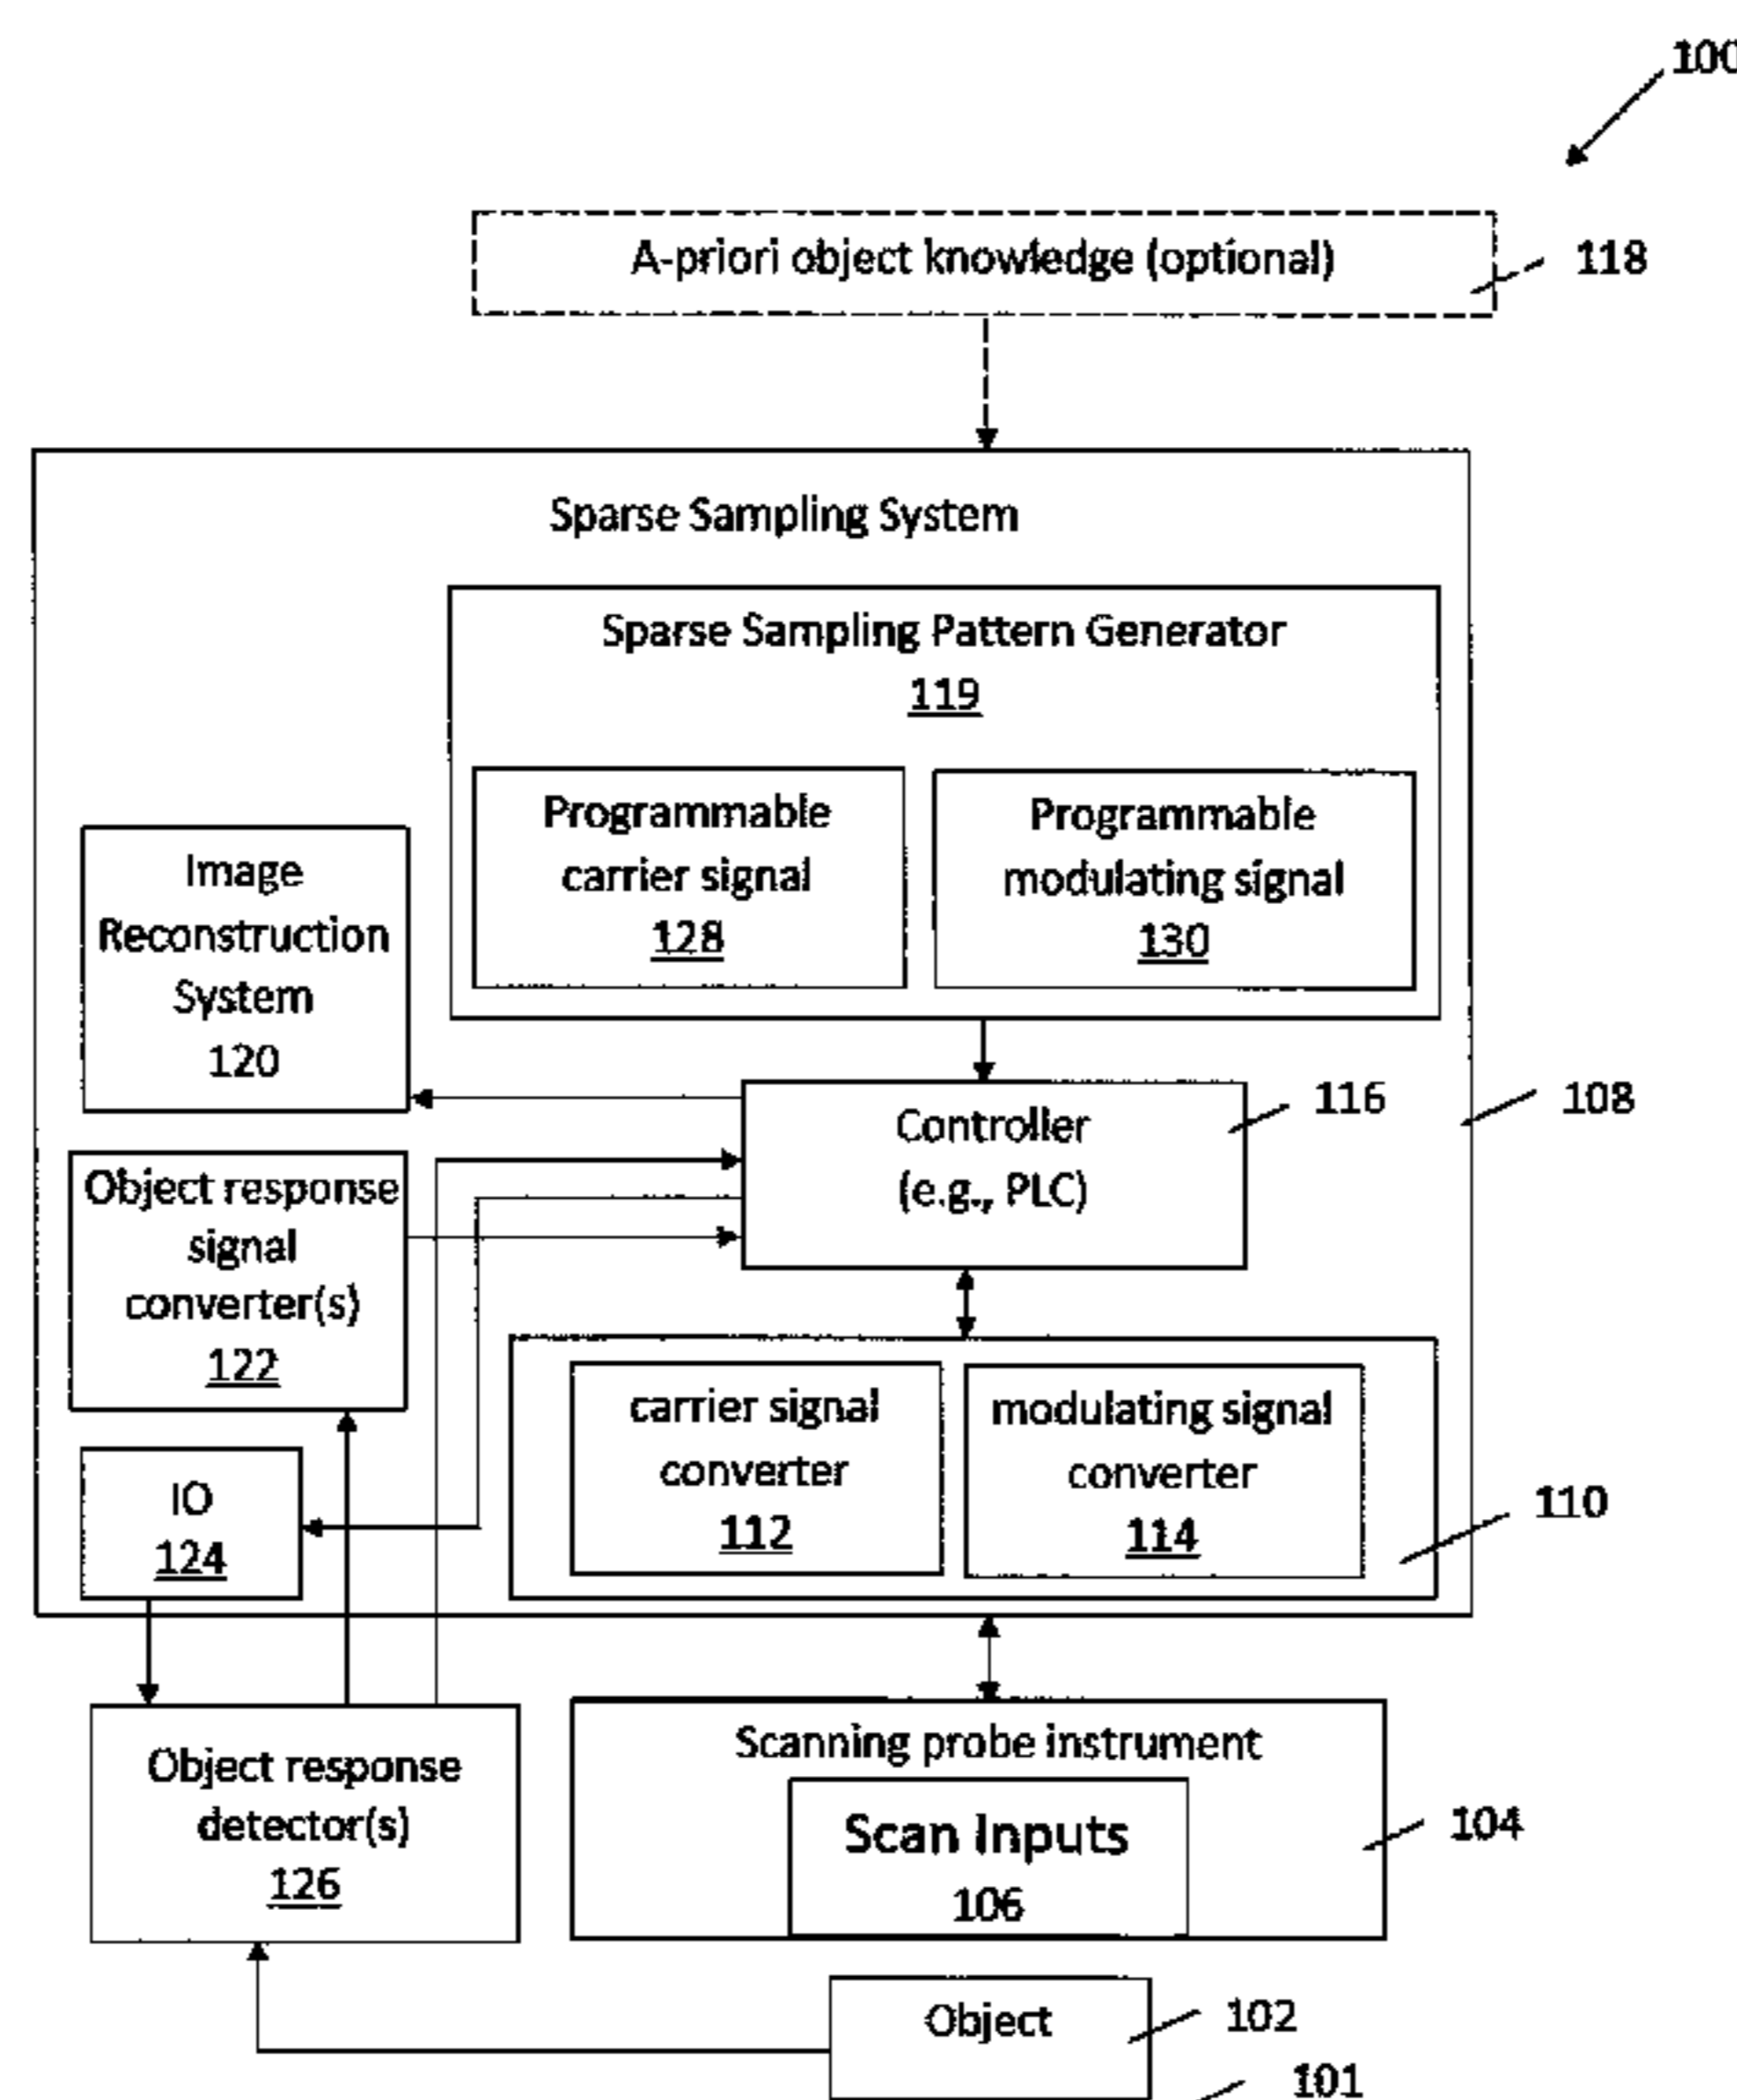 100
A-priori object knowledge (optional)
118
Sparse Sampling System
Sparse Sampling Pattern Generator
119
Programmable
carrier signal
128
Programmable
modulating signal
130
Image
Reconstruction
System
120
Controller
(e.g., PLC)
116
108
Object response
signal
converter(s)
122
carrier signal
converter
112
modulating signal
converter
114
110
IO
124
Object response
detector(s)
126
Scanning probe instrument
Scan Inputs
106
104
Object
102
101